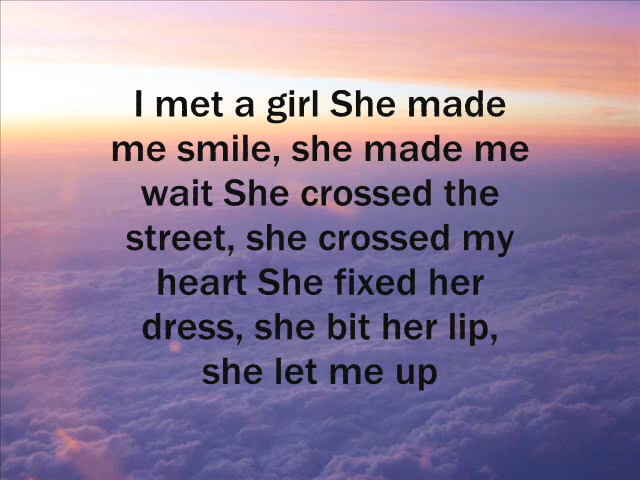 I met a girl She made
me smile, she made me
wait She crossed the
street, she crossed my
heart She fixed her
dress, she bit her lip,
she let me up